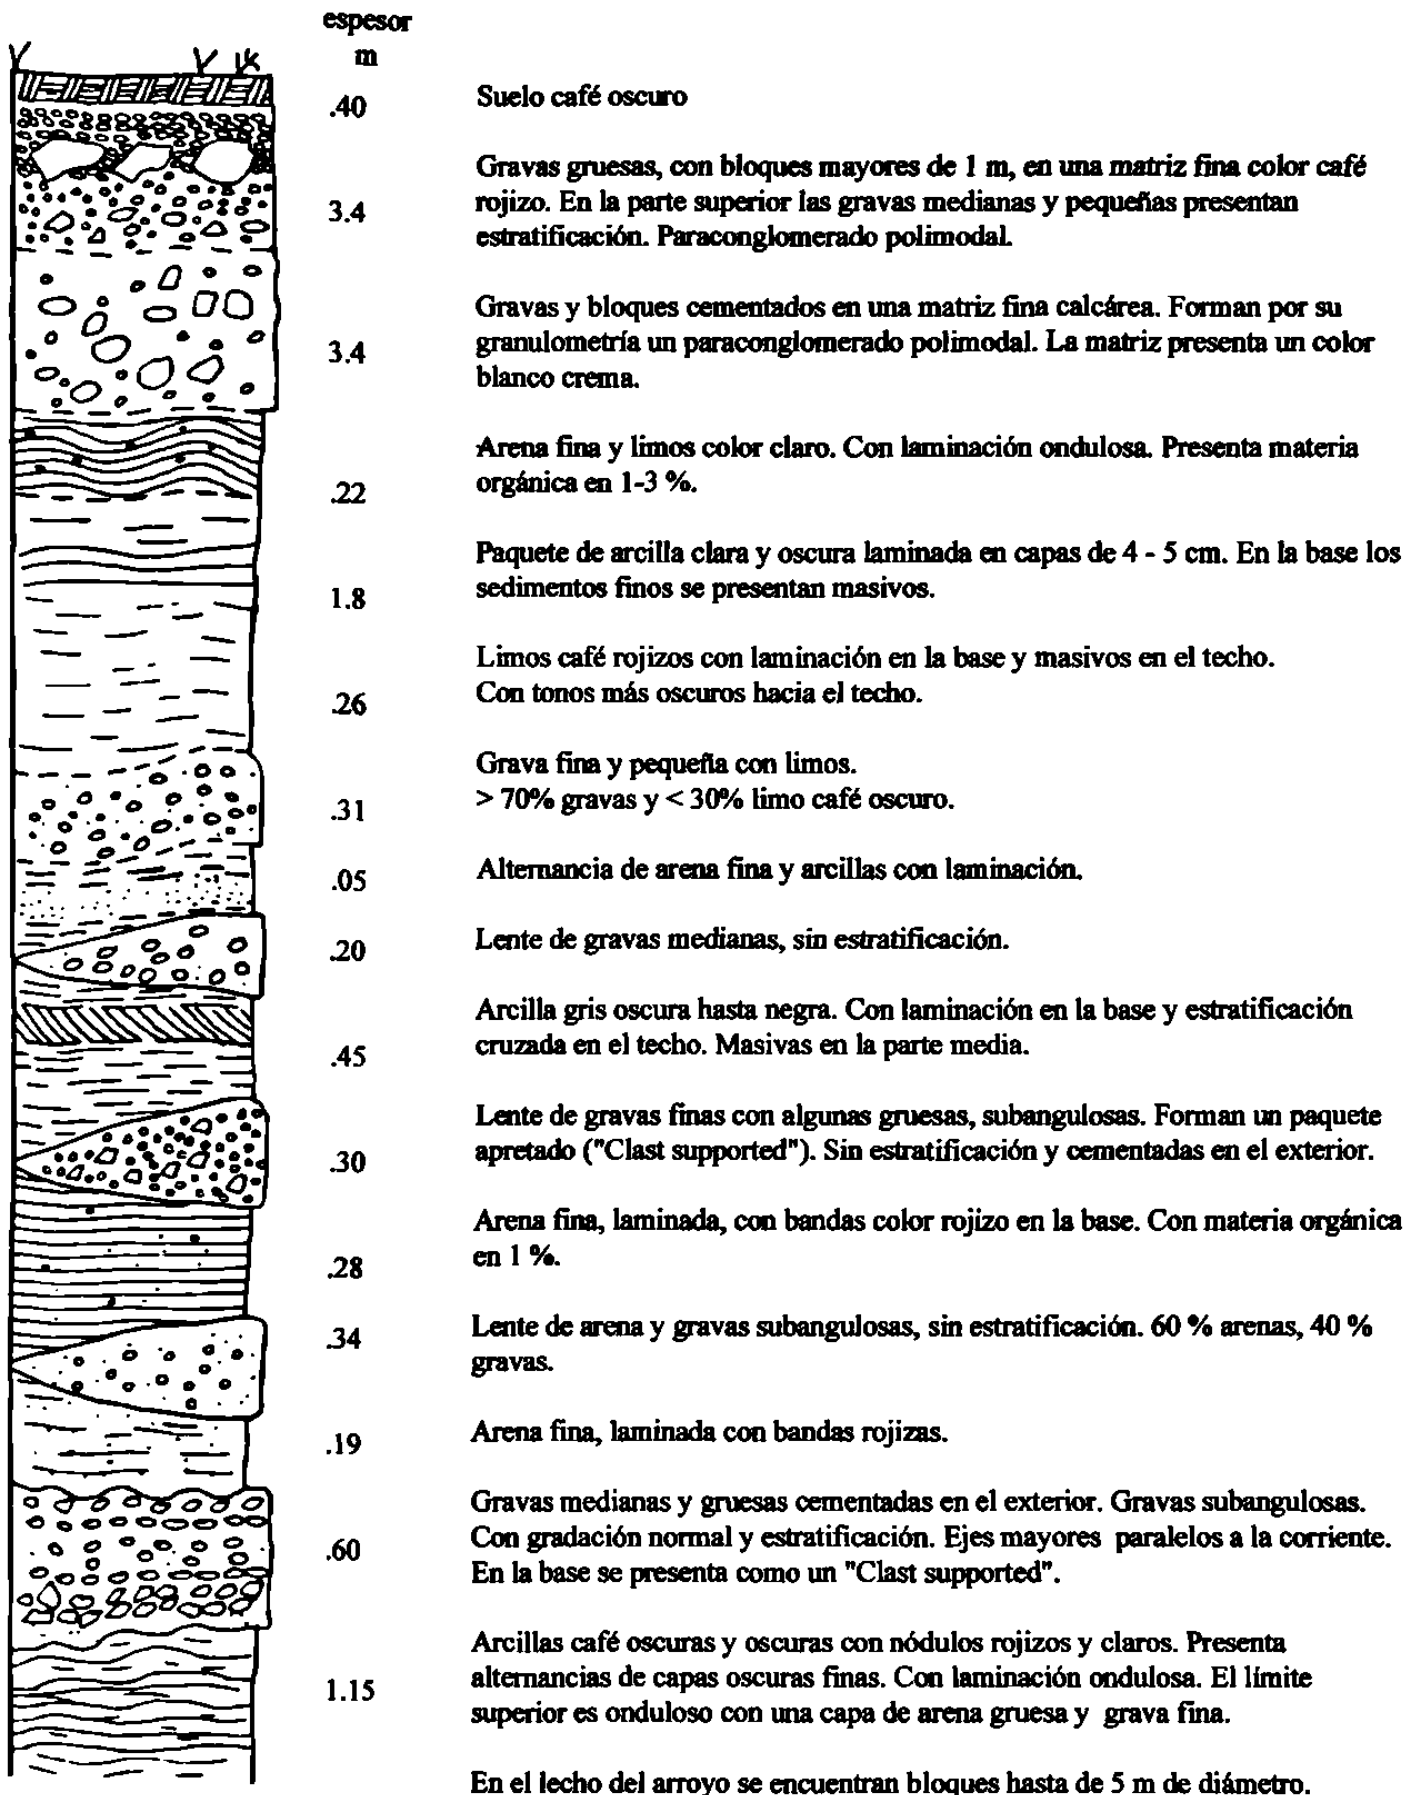 espesor
m
.40 Suelo café oscuro
Gravas gruesas, con bloques mayores de 1 m, en una matriz fina color café
3.4 rojizo. En la parte superior las gravas medianas y pequeñas presentan
estratificación. Paraconglomerado polimodal.
Gravas y bloques cementados en una matriz fina calcárea. Forman por su
3.4 granulometría un paraconglomerado polimodal. La matriz presenta un color
blanco crema.
Arena fina y limos color claro. Con laminación ondulosa. Presenta materia
.22 orgánica en 1-3 %.
Paquete de arcilla clara y oscura laminada en capas de 4 - 5 cm. En la base los
1.8 sedimentos finos se presentan masivos.
Limos café rojizos con laminación en la base y masivos en el techo.
.26 Con tonos más oscuros hacia el techo.
Grava fina y pequeña con limos.
.31 > 70% gravas y < 30% limo café oscuro.
.05 Alternancia de arena fina y arcillas con laminación.
.20 Lente de gravas medianas, sin estratificación.
Arcilla gris oscura hasta negra. Con laminación en la base y estratificación
.45 cruzada en el techo. Masivas en la parte media.
Lente de gravas finas con algunas gruesas, subangulosas. Forman un paquete
.30 apretado ("Clast supported"). Sin estratificación y cementadas en el exterior.
Arena fina, laminada, con bandas color rojizo en la base. Con materia orgánica
.28 en 1 %.
.34 Lente de arena y gravas subangulosas, sin estratificación. 60 % arenas, 40 %
gravas.
.19 Arena fina, laminada con bandas rojizas.
Gravas medianas y gruesas cementadas en el exterior. Gravas subangulosas.
.60 Con gradación normal y estratificación. Ejes mayores paralelos a la corriente.
En la base se presenta como un "Clast supported".
Arcillas café oscuras y oscuras con nódulos rojizos y claros. Presenta
1.15 alternancias de capas oscuras finas. Con laminación ondulosa. El límite
superior es onduloso con una capa de arena gruesa y grava fina.
En el lecho del arroyo se encuentran bloques hasta de 5 m de diámetro.